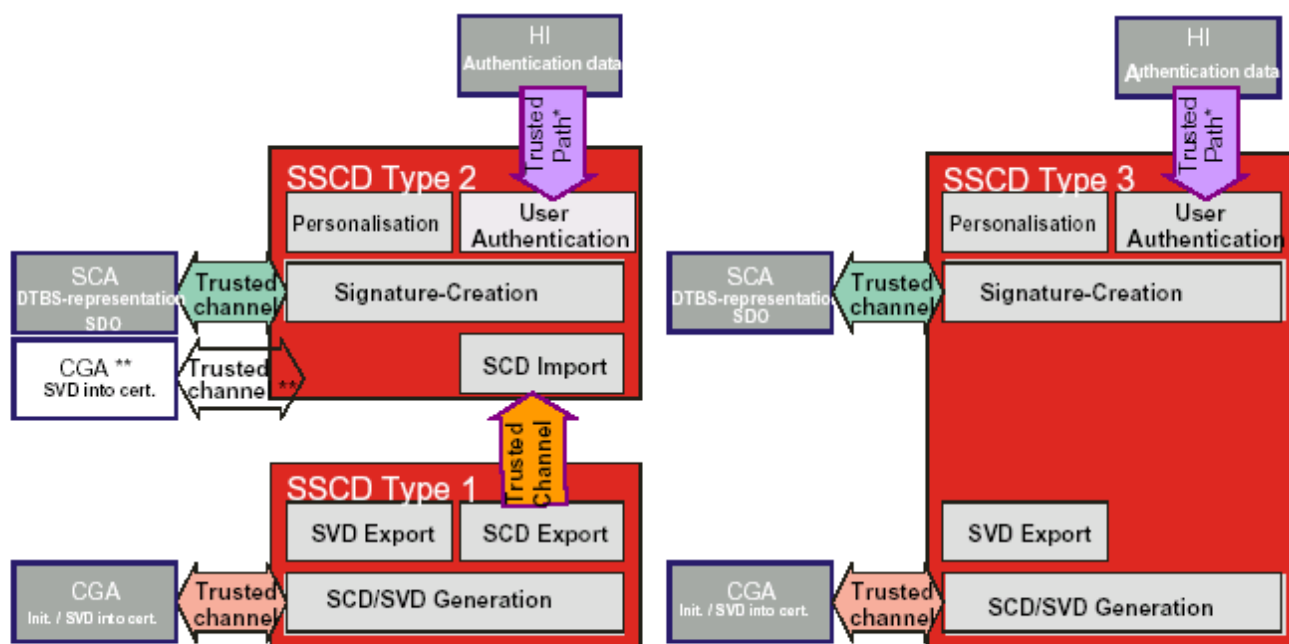 HI
Authentication data
Trusted
Path*
SSCD Type 2
Personalisation
User
Authentication
SCA
DTBS-representation
SDO
Trusted
channel
Signature-Creation
CGA **
SVD into cert.
Trusted
channel **
SCD Import
Trusted
Channel
SSCD Type 1
SVD Export
SCD Export
CGA
Init. / SVD into cert.
Trusted
channel
SCD/SVD Generation
HI
Authentication data
Trusted
Path*
SSCD Type 3
Personalisation
User
Authentication
SCA
DTBS-representatio
SDO
Trusted
channel
Signature-Creation
SVD Export
CGA
Init. / SVD into cert.
Trusted
channel
SCD/SVD Generation